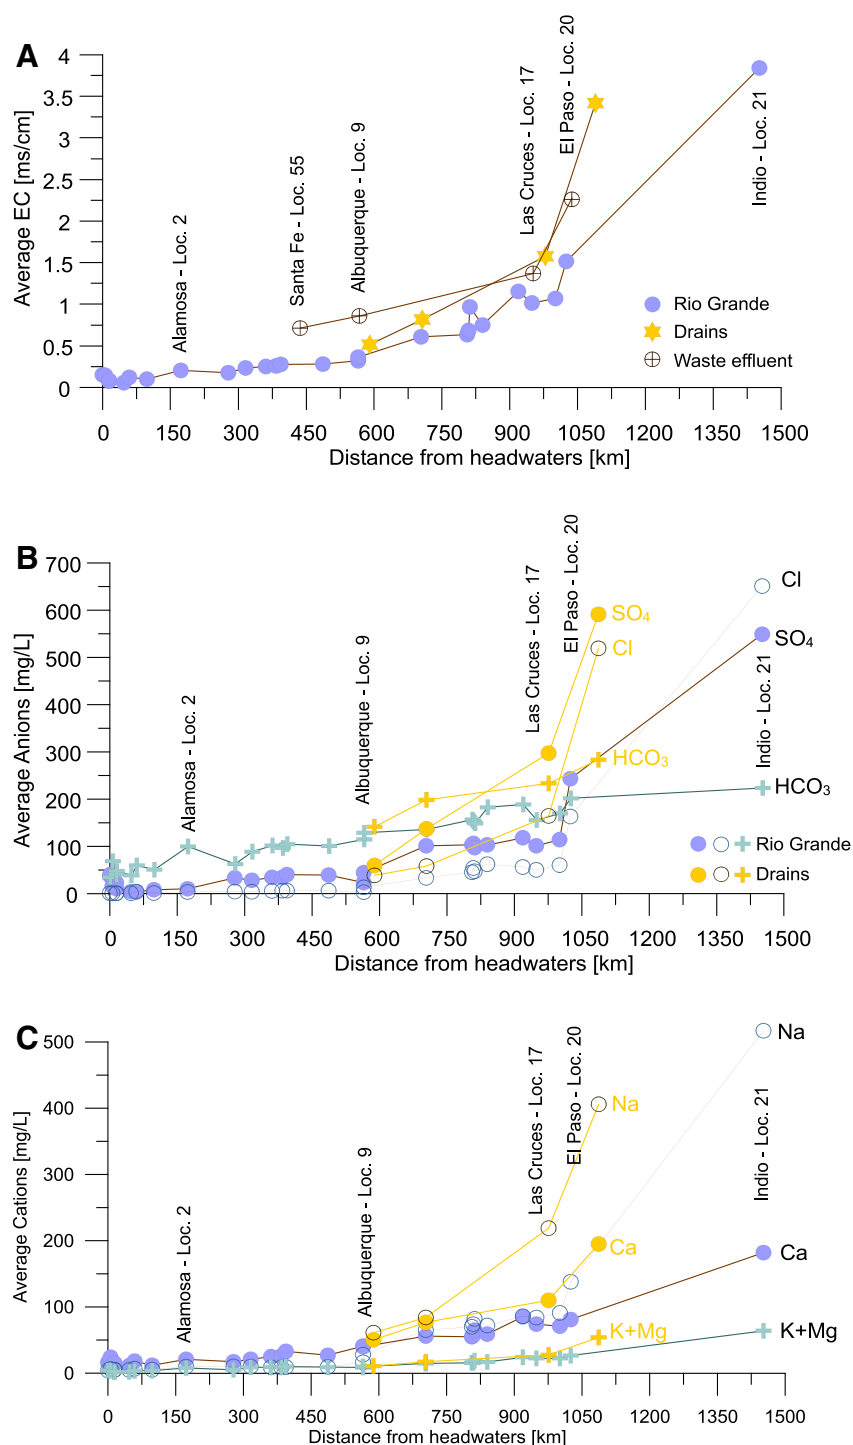 A
Average EC [ms/cm]
4
3.5
3
2.5
2
1.5
1
0.5
0
Alamosa - Loc. 2
Santa Fe - Loc. 55
Albuquerque - Loc. 9
Las Cruces - Loc. 17
El Paso - Loc. 20
Indio - Loc. 21
Rio Grande
Drains
Waste effluent
0 150 300 450 600 750 900 1050 1200 1350 1500
Distance from headwaters [km]
B
Average Anions [mg/L]
700
600
500
400
300
200
100
0
Alamosa - Loc. 2
Albuquerque - Loc. 9
Las Cruces - Loc. 17
El Paso - Loc. 20
Indio - Loc. 21
SO₄
Cl
HCO₃
Cl
SO₄
HCO₃
Rio Grande
Drains
0 150 300 450 600 750 900 1050 1200 1350 1500
Distance from headwaters [km]
C
Average Cations [mg/L]
500
400
300
200
100
0
Alamosa - Loc. 2
Albuquerque - Loc. 9
Las Cruces - Loc. 17
El Paso - Loc. 20
Indio - Loc. 21
Na
Ca
K+Mg
Na
Ca
K+Mg
0 150 300 450 600 750 900 1050 1200 1350 1500
Distance from headwaters [km]